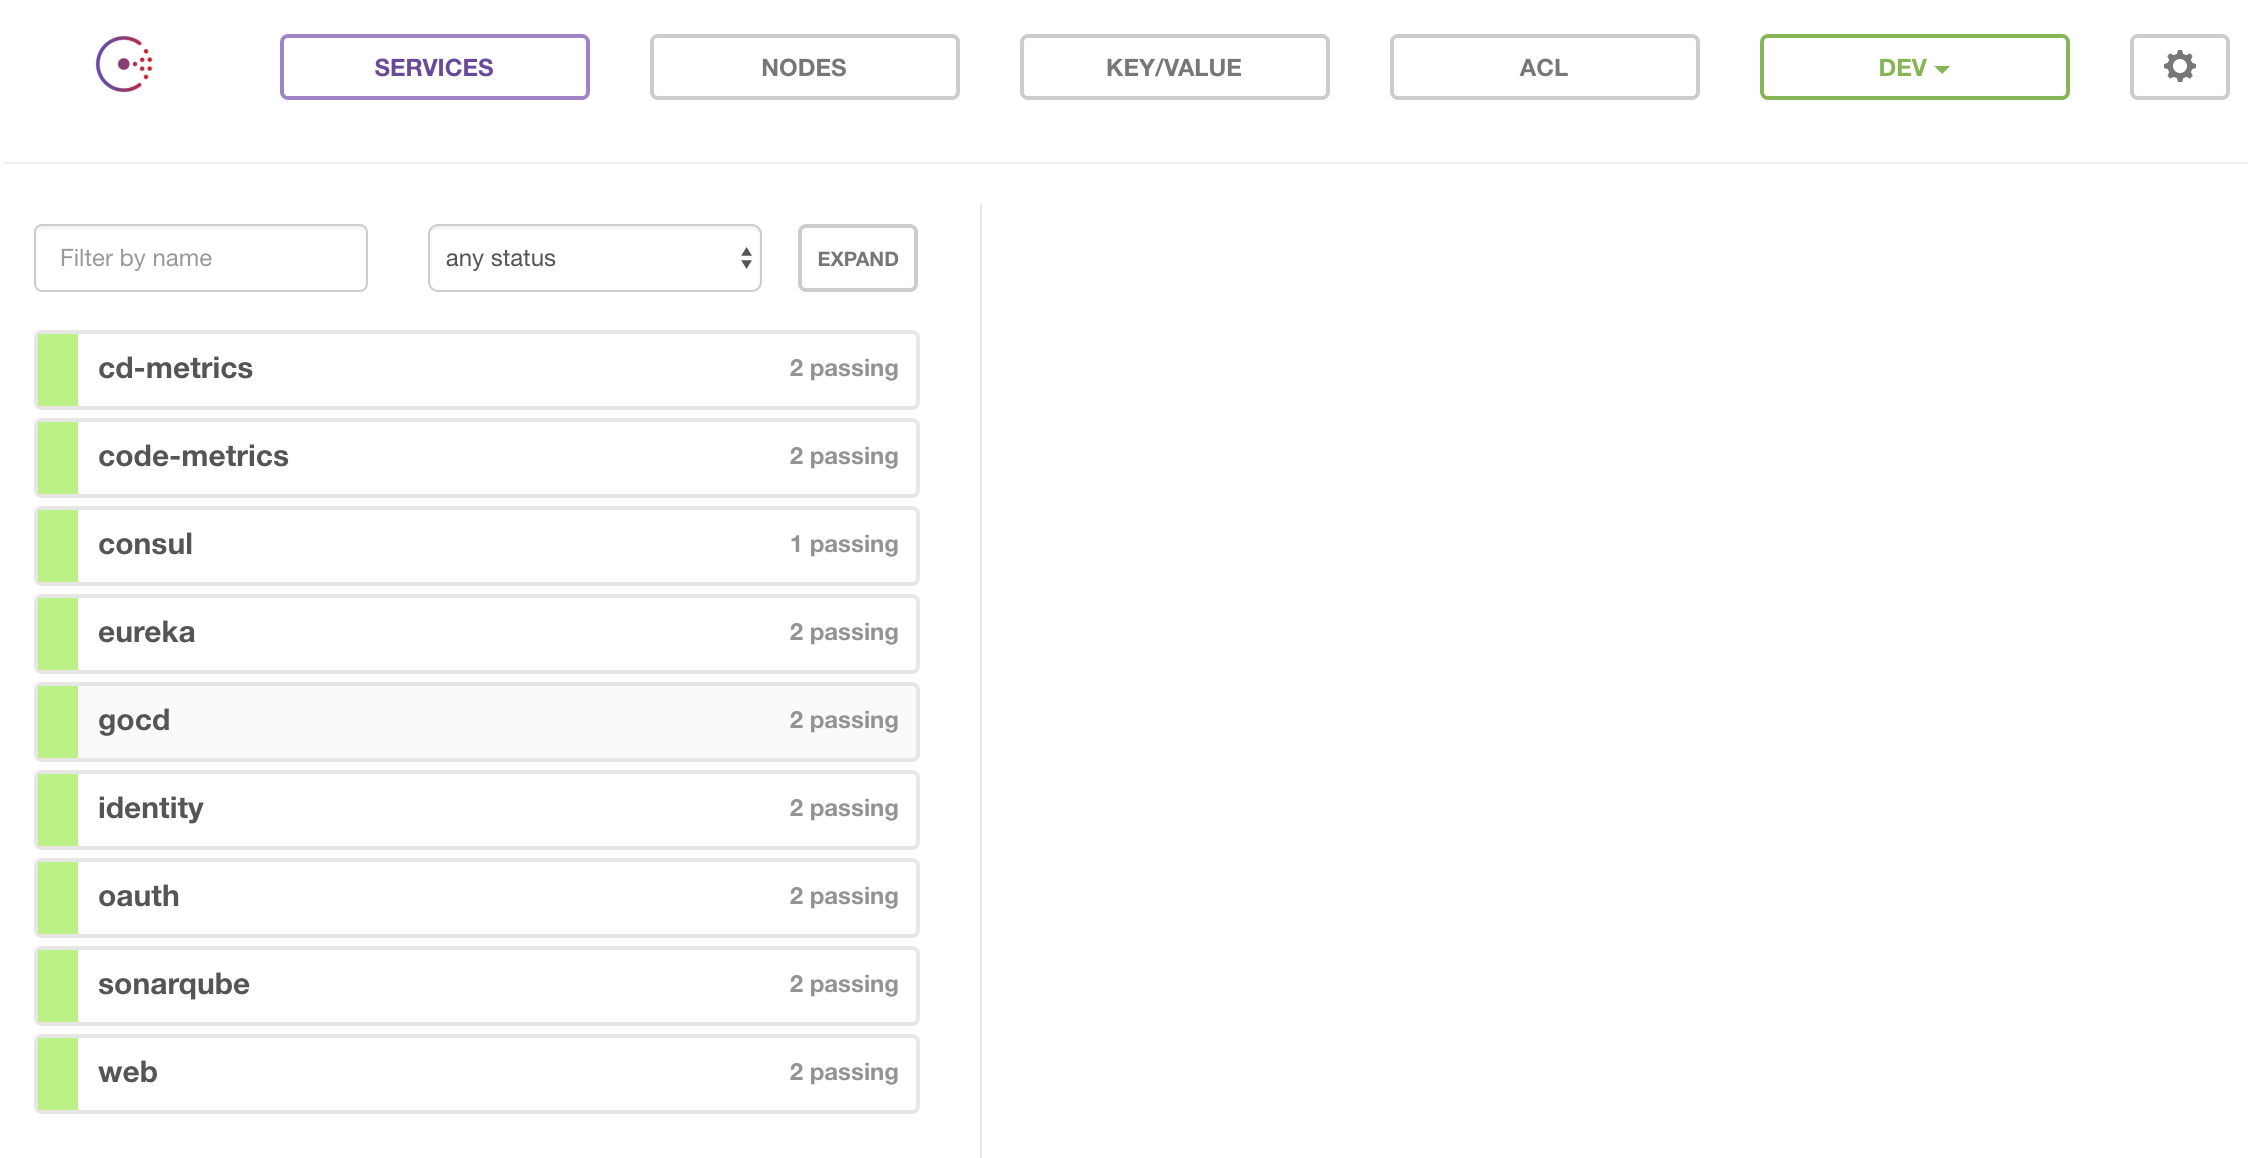 SERVICES NODES KEY/VALUE ACL DEV
Filter by name any status EXPAND
cd-metrics 2 passing
code-metrics 2 passing
consul 1 passing
eureka 2 passing
gocd 2 passing
identity 2 passing
oauth 2 passing
sonarqube 2 passing
web 2 passing